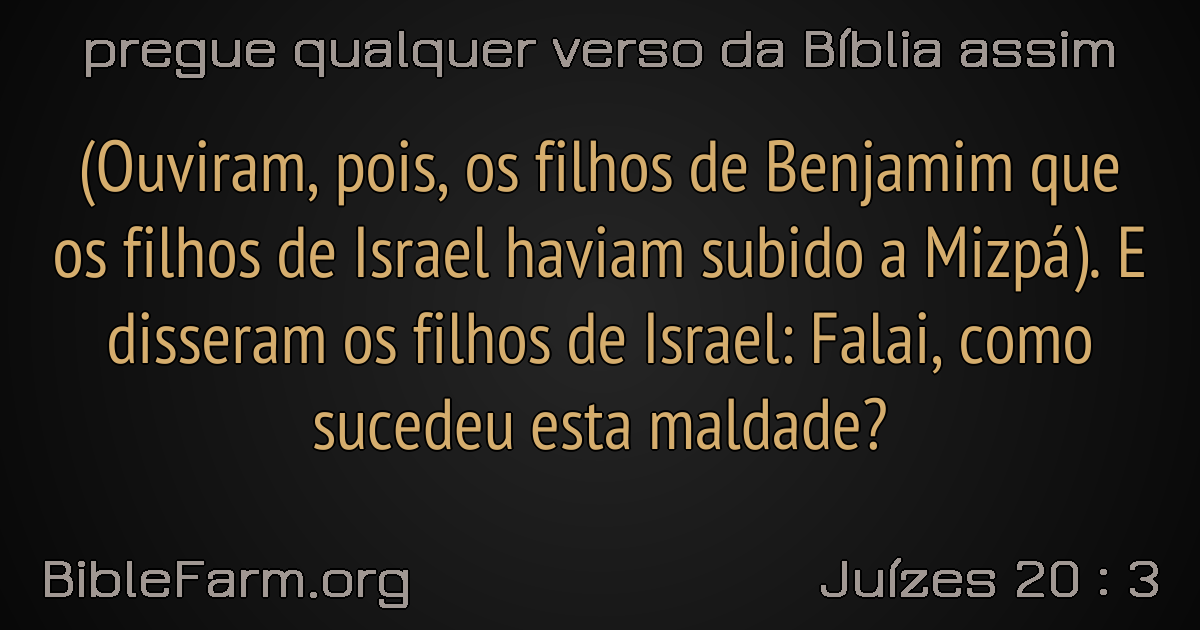 pregue qualquer verso da Bíblia assim
(Ouviram, pois, os filhos de Benjamim que
os filhos de Israel haviam subido a Mizpá). E
disseram os filhos de Israel: Falai, como
sucedeu esta maldade?
BibleFarm.org
Juízes 20 : 3